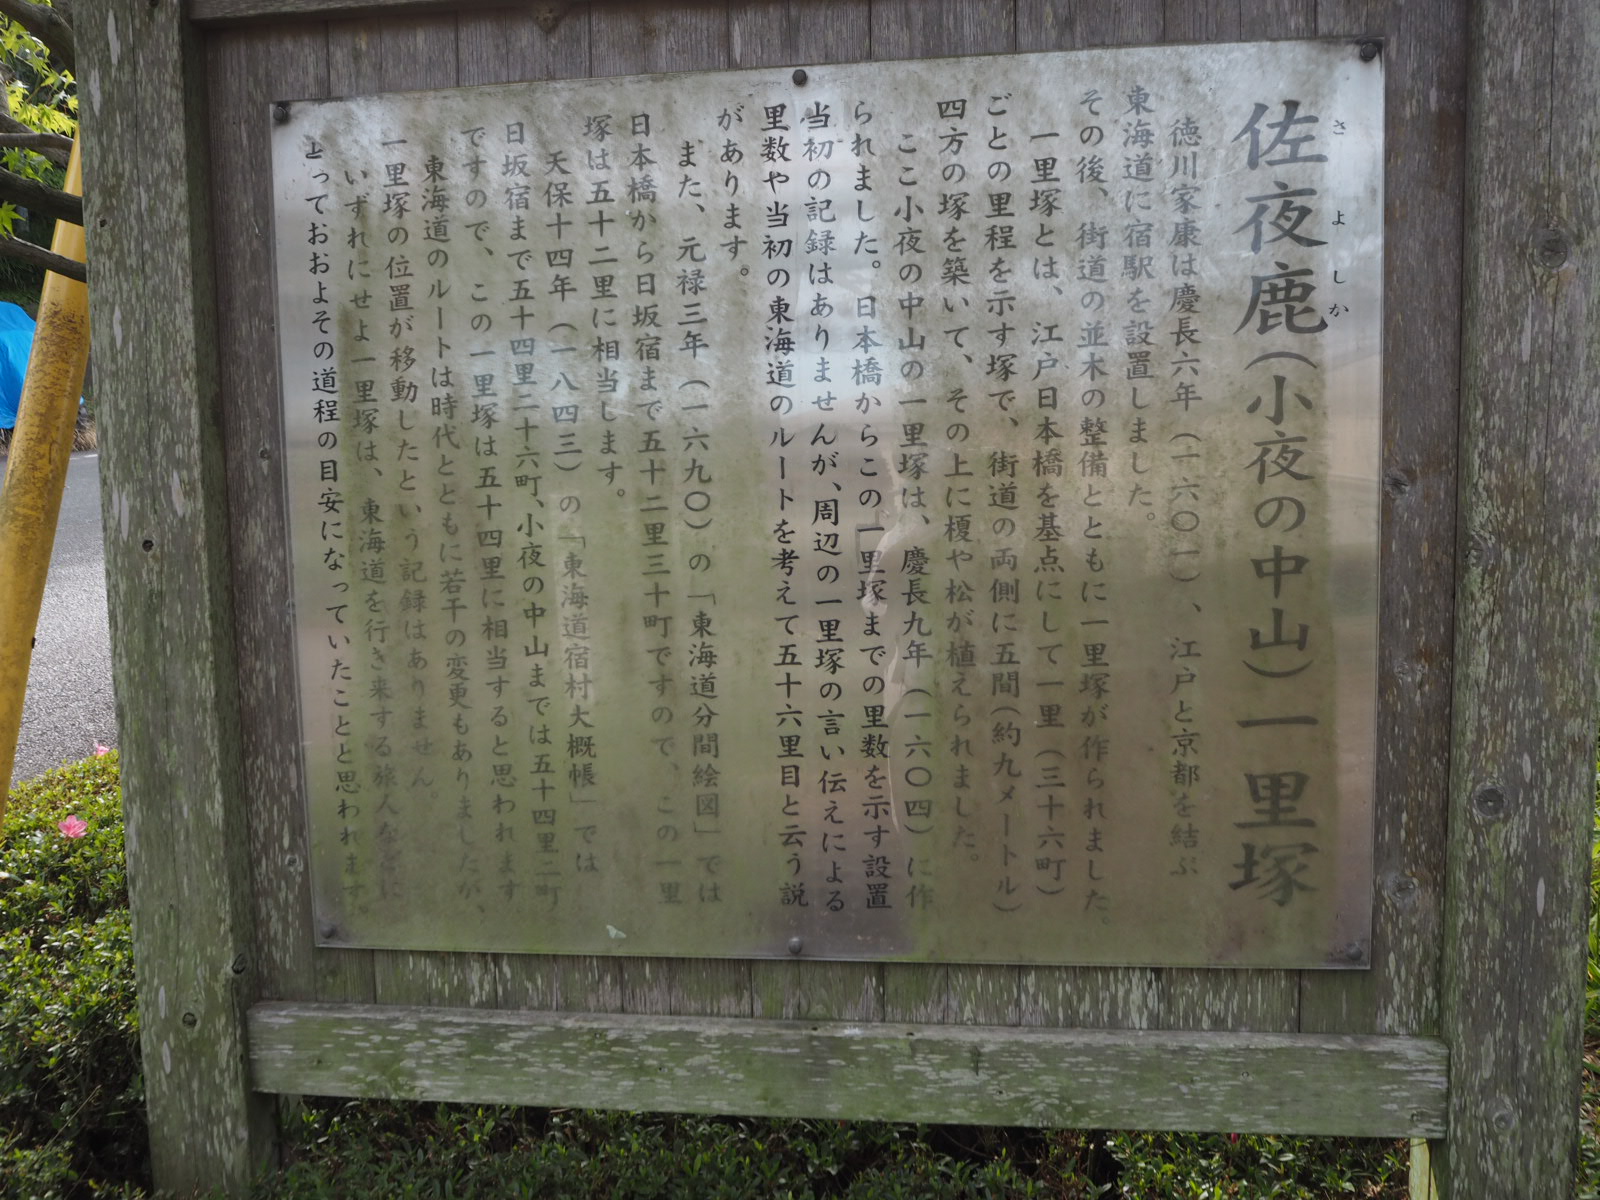 佐夜鹿（小夜の中山）一里塚
さ よ しか
徳川家康は慶長六年（一六〇一）、江戸と京都を結ぶ
東海道に宿駅を設置しました。
その後、街道の並木の整備とともに一里塚が作られました。
一里塚とは、江戸日本橋を基点にして一里（三十六町）
ごとの里程を示す塚で、街道の両側に五間（約九メートル）
四方の塚を築いて、その上に榎や松が植えられました。
ここ小夜の中山の一里塚は、慶長九年（一六〇四）に作
られました。日本橋からこの一里塚までの里数を示す設置
当初の記録はありませんが、周辺の一里塚の言い伝えによる
里数や当初の東海道のルートを考えて五十六里目と云う説
があります。
また、元禄三年（一六九〇）の「東海道分間絵図」では
日本橋から日坂宿まで五十二里三十町ですので、この一里
塚は五十二里に相当します。
天保十四年（一八四三）の「東海道宿村大概帳」では
日坂宿まで五十四里二十六町、小夜の中山までは五十四里二町
ですので、この一里塚は五十四里に相当すると思われます
東海道のルートは時代とともに若干の変更もありましたが、
一里塚の位置が移動したという記録はありません。
いずれにせよ一里塚は、東海道を行き来する旅人などに
とっておおよその道程の目安になっていたことと思われます。